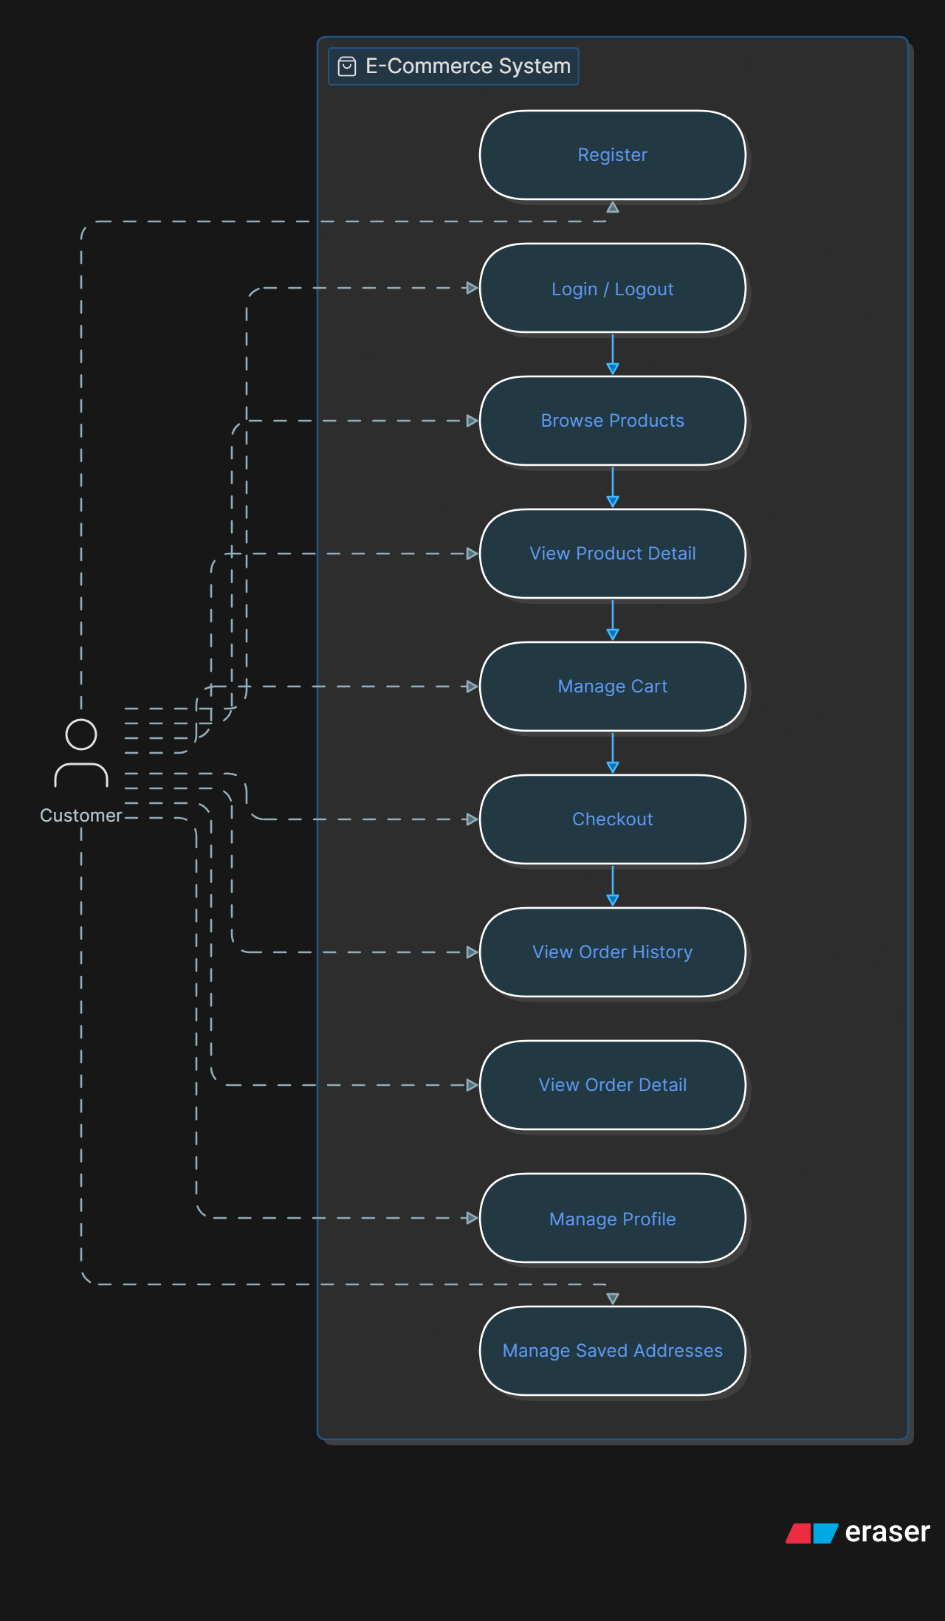 E-Commerce System
Register
Login / Logout
Browse Products
View Product Detail
Manage Cart
Checkout
Customer
View Order History
View Order Detail
Manage Profile
Manage Saved Addresses
eraser